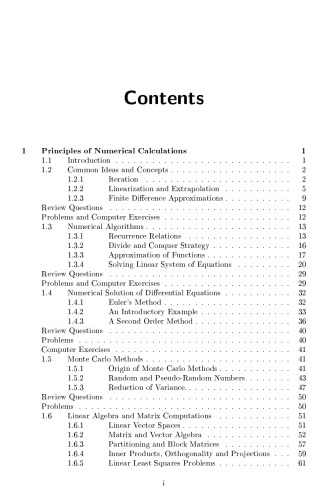 Contents
1 Principles of Numerical Calculations 1
1.1 Introduction . . . . . . . . . . . . . . . . . . . . . . . . . . . . 1
1.2 Common Ideas and Concepts . . . . . . . . . . . . . . . . . . . . 2
1.2.1 Iteration . . . . . . . . . . . . . . . . . . . . . . . 2
1.2.2 Linearization and Extrapolation . . . . . . . . . . . 5
1.2.3 Finite Difference Approximations . . . . . . . . . . . 9
Review Questions . . . . . . . . . . . . . . . . . . . . . . . . . . . . . 12
Problems and Computer Exercises . . . . . . . . . . . . . . . . . . . . . 12
1.3 Numerical Algorithms . . . . . . . . . . . . . . . . . . . . . . . 13
1.3.1 Recurrence Relations . . . . . . . . . . . . . . . . . 13
1.3.2 Divide and Conquer Strategy . . . . . . . . . . . . . 16
1.3.3 Approximation of Functions . . . . . . . . . . . . . . 17
1.3.4 Solving Linear System of Equations . . . . . . . . . 20
Review Questions . . . . . . . . . . . . . . . . . . . . . . . . . . . . . 29
Problems and Computer Exercises . . . . . . . . . . . . . . . . . . . . . 29
1.4 Numerical Solution of Differential Equations . . . . . . . . . . . 32
1.4.1 Euler's Method . . . . . . . . . . . . . . . . . . . . 32
1.4.2 An Introductory Example . . . . . . . . . . . . . . . 33
1.4.3 A Second Order Method . . . . . . . . . . . . . . . . 36
Review Questions . . . . . . . . . . . . . . . . . . . . . . . . . . . . . 40
Problems . . . . . . . . . . . . . . . . . . . . . . . . . . . . . . . . . . 40
Computer Exercises . . . . . . . . . . . . . . . . . . . . . . . . . . . . 41
1.5 Monte Carlo Methods . . . . . . . . . . . . . . . . . . . . . . . . 41
1.5.1 Origin of Monte Carlo Methods . . . . . . . . . . . . 41
1.5.2 Random and Pseudo-Random Numbers . . . . . . . 43
1.5.3 Reduction of Variance. . . . . . . . . . . . . . . . . . 47
Review Questions . . . . . . . . . . . . . . . . . . . . . . . . . . . . . 50
Problems . . . . . . . . . . . . . . . . . . . . . . . . . . . . . . . . . . 50
1.6 Linear Algebra and Matrix Computations . . . . . . . . . . . . 51
1.6.1 Linear Vector Spaces . . . . . . . . . . . . . . . . . . 51
1.6.2 Matrix and Vector Algebra . . . . . . . . . . . . . . 52
1.6.3 Partitioning and Block Matrices . . . . . . . . . . . 57
1.6.4 Inner Products, Orthogonality and Projections . . . 59
1.6.5 Linear Least Squares Problems . . . . . . . . . . . . 61
i